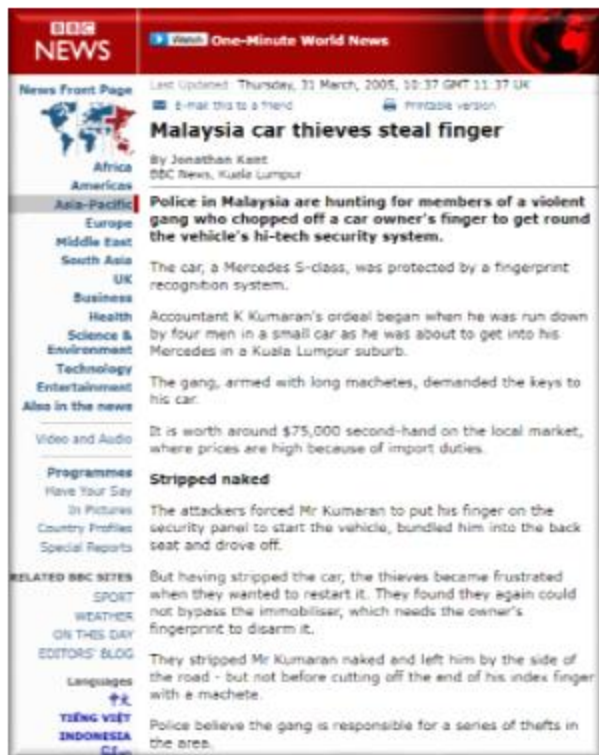 BBC
NEWS
Watch One-Minute World News
News Front Page
Africa
Americas
Asia-Pacific
Europe
Middle East
South Asia
UK
Business
Health
Science &
Environment
Technology
Entertainment
Also in the news
Video and Audio
Programmes
Have Your Say
In Pictures
Country Profiles
Special Reports
RELATED BBC SITES
SPORT
WEATHER
ON THIS DAY
EDITORS' BLOG
Languages
中文
TIẾNG VIỆT
INDONESIA
Last Updated: Thursday, 31 March, 2005, 10:37 GMT 11:37 UK
E-mail this to a friend
Printable version
Malaysia car thieves steal finger
By Jonathan Kent
BBC News, Kuala Lumpur
Police in Malaysia are hunting for members of a violent
gang who chopped off a car owner's finger to get round
the vehicle's hi-tech security system.
The car, a Mercedes S-class, was protected by a fingerprint
recognition system.
Accountant K Kumaran's ordeal began when he was run down
by four men in a small car as he was about to get into his
Mercedes in a Kuala Lumpur suburb.
The gang, armed with long machetes, demanded the keys to
his car.
It is worth around $75,000 second-hand on the local market,
where prices are high because of import duties.
Stripped naked
The attackers forced Mr Kumaran to put his finger on the
security panel to start the vehicle, bundled him into the back
seat and drove off.
But having stripped the car, the thieves became frustrated
when they wanted to restart it. They found they again could
not bypass the immobiliser, which needs the owner's
fingerprint to disarm it.
They stripped Mr Kumaran naked and left him by the side of
the road - but not before cutting off the end of his index finger
with a machete.
Police believe the gang is responsible for a series of thefts in
the area.